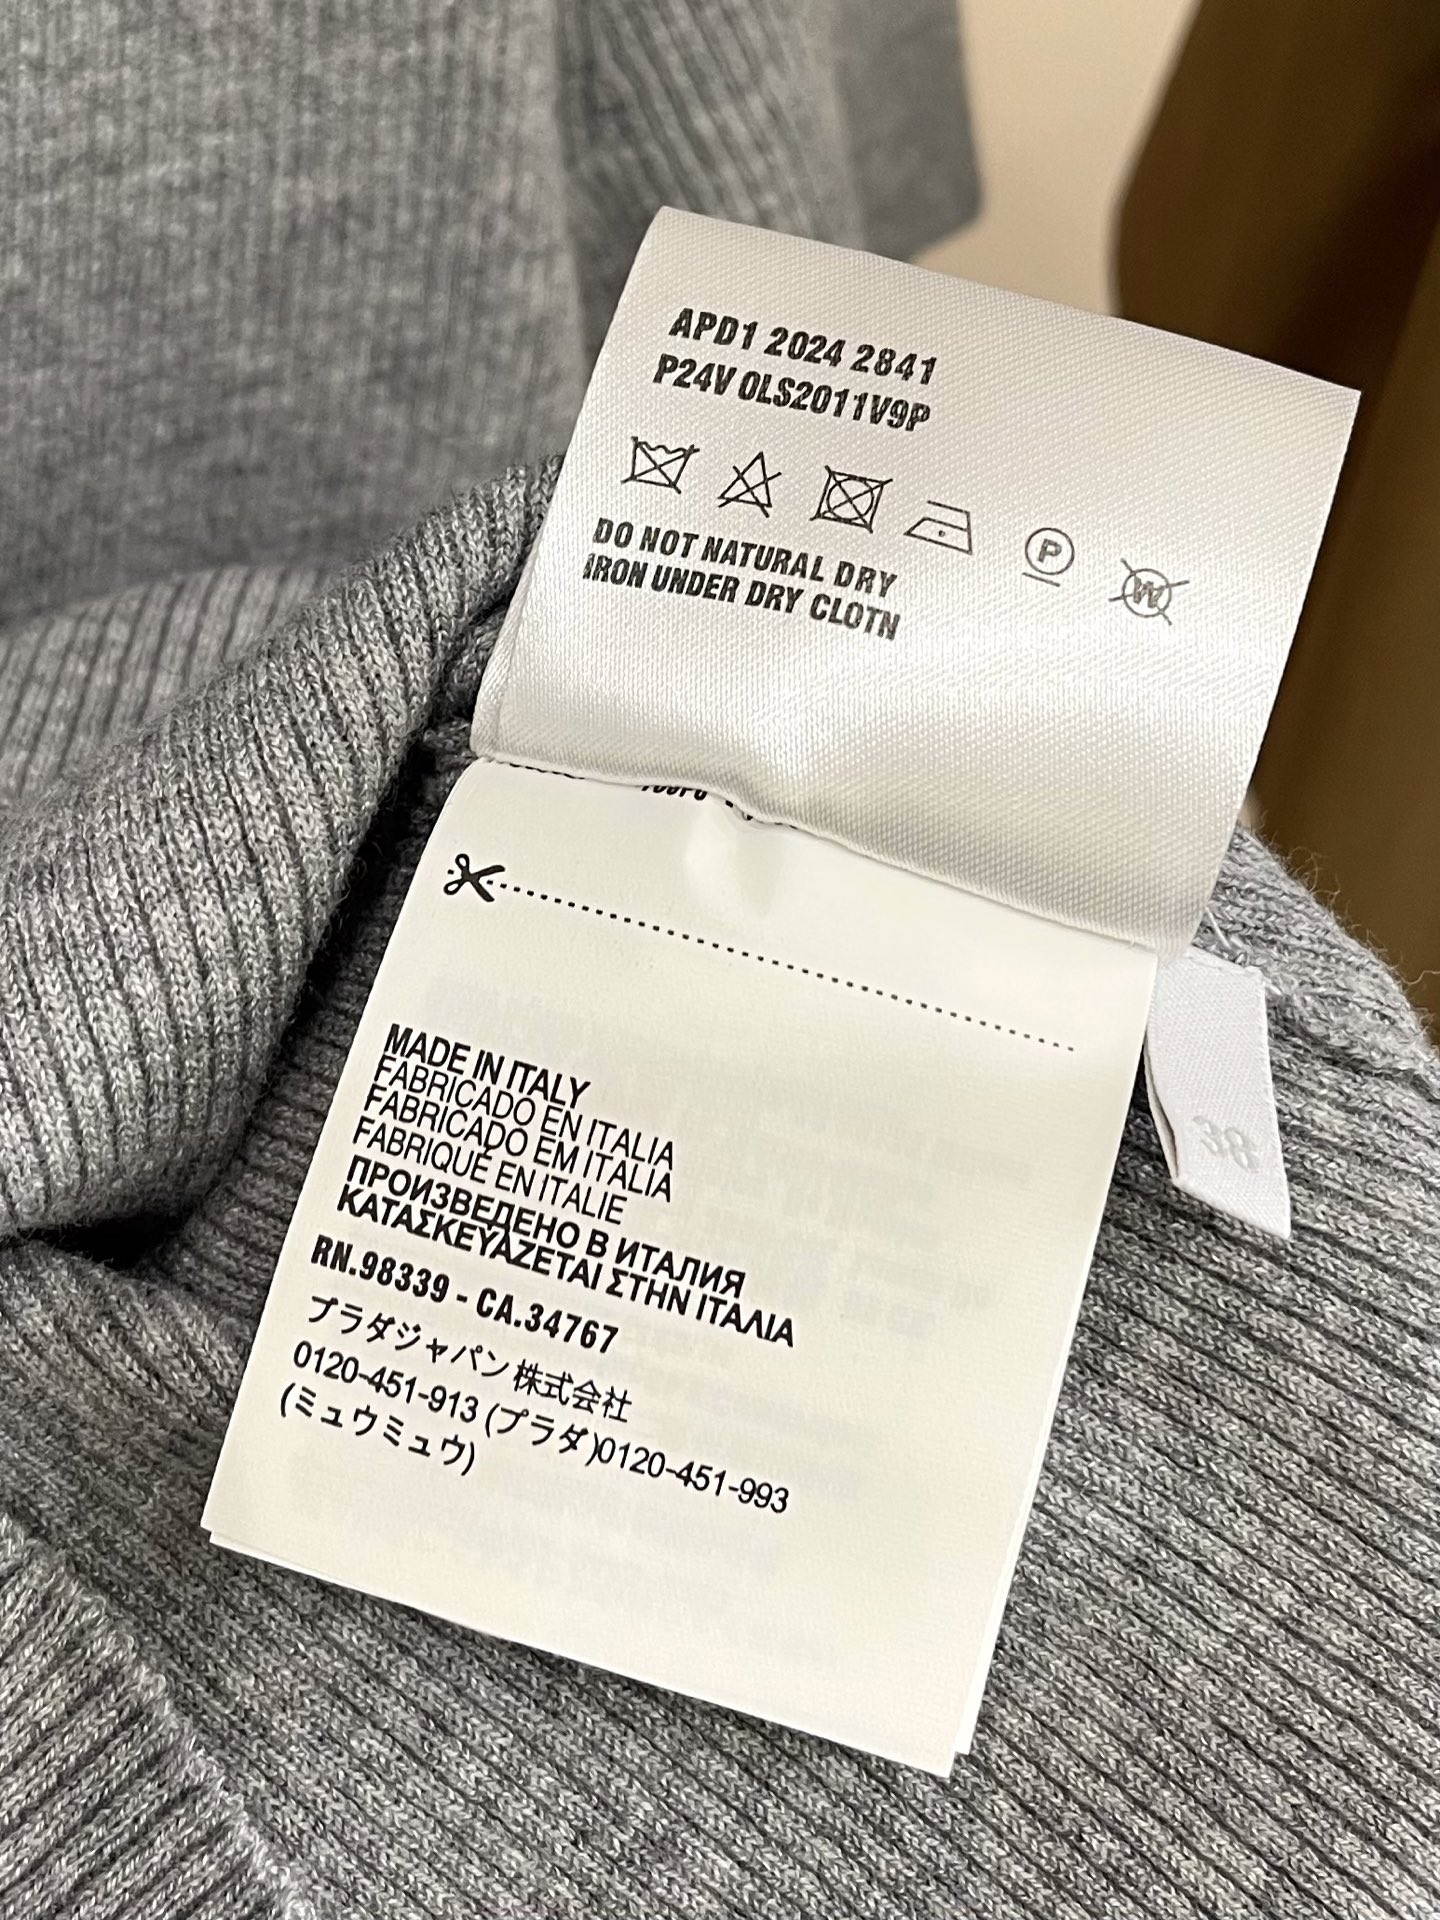 APD1 2024 2841
P24V OLS2011V9P
P
W
DO NOT NATURAL DRY
IRON UNDER DRY CLOTN
MADE IN ITALY
FABRICADO EN ITALIA
FABRICADO EM ITALIA
FABRIQUÉ EN ITALIE
ПРОИЗВЕДЕНО В ИТАЛИЯ
ΚΑΤΑΣΚΕΥΆΖΕΤΑΙ ΣΤΗΝ ΙΤΑΛΙΑ
RN.98339 - CA.34767
プラダジャパン株式会社
0120-451-913 (プラダ)0120-451-993
(ミュウミュウ)
38